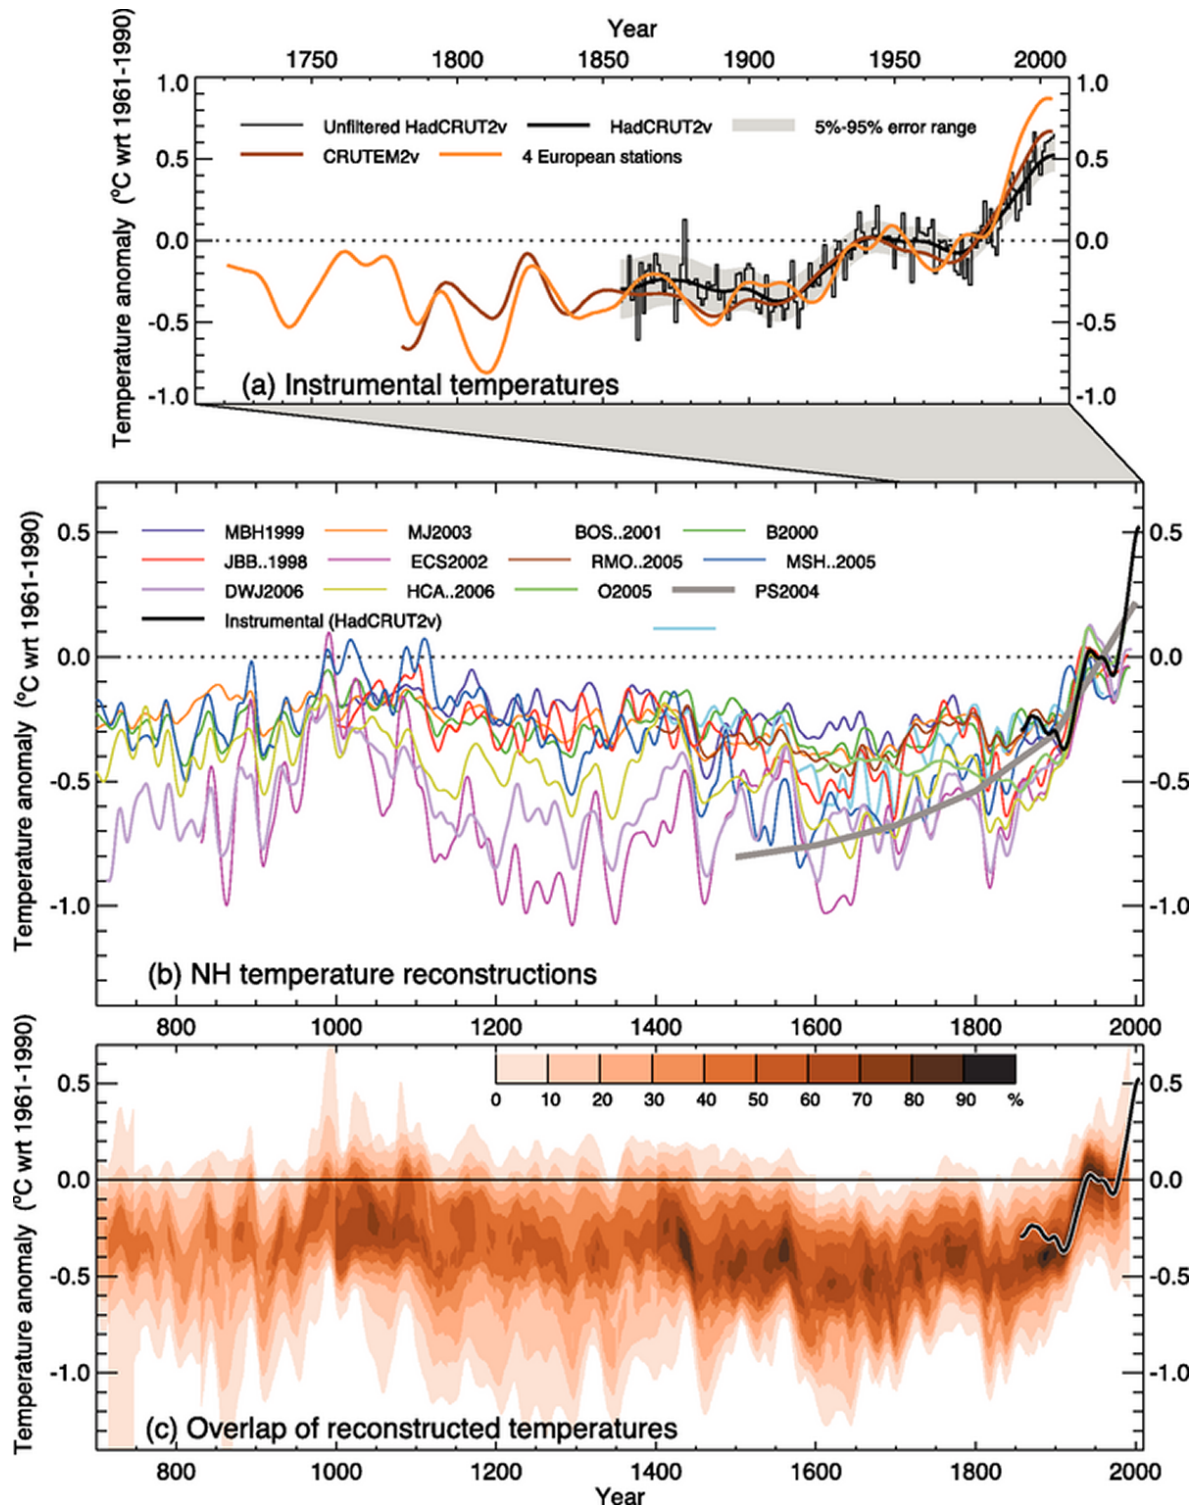 Year
1750 1800 1850 1900 1950 2000
Temperature anomaly (ºC wrt 1961-1990)
1.0 1.0
Unfiltered HadCRUT2v HadCRUT2v 5%-95% error range
CRUTEM2v 4 European stations
0.5 0.5
0.0 0.0
-0.5 -0.5
(a) Instrumental temperatures
-1.0 -1.0
Temperature anomaly (ºC wrt 1961-1990)
0.5 MBH1999 MJ2003 BOS..2001 B2000 0.5
JBB..1998 ECS2002 RMO..2005 MSH..2005
DWJ2006 HCA..2006 O2005 PS2004
Instrumental (HadCRUT2v)
0.0 0.0
-0.5 -0.5
-1.0 -1.0
(b) NH temperature reconstructions
800 1000 1200 1400 1600 1800 2000
Temperature anomaly (ºC wrt 1961-1990)
0.5 0.5
0 10 20 30 40 50 60 70 80 90 %
0.0 0.0
-0.5 -0.5
-1.0 -1.0
(c) Overlap of reconstructed temperatures
800 1000 1200 1400 1600 1800 2000
Year